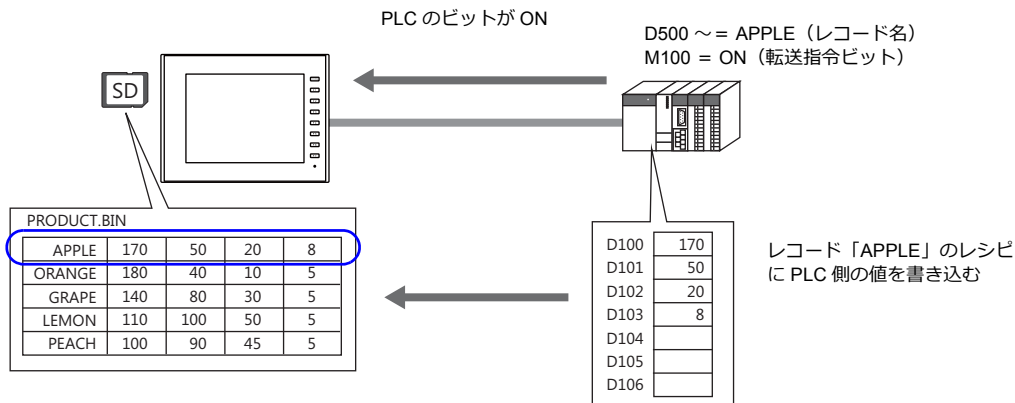 PLC のビットが ON
D500 ～= APPLE（レコード名）
M100 = ON（転送指令ビット）
SD
PRODUCT.BIN
APPLE 170 50 20 8
ORANGE 180 40 10 5
GRAPE 140 80 30 5
LEMON 110 100 50 5
PEACH 100 90 45 5
D100 170
D101 50
D102 20
D103 8
D104
D105
D106
レコード「APPLE」のレシピ
に PLC 側の値を書き込む